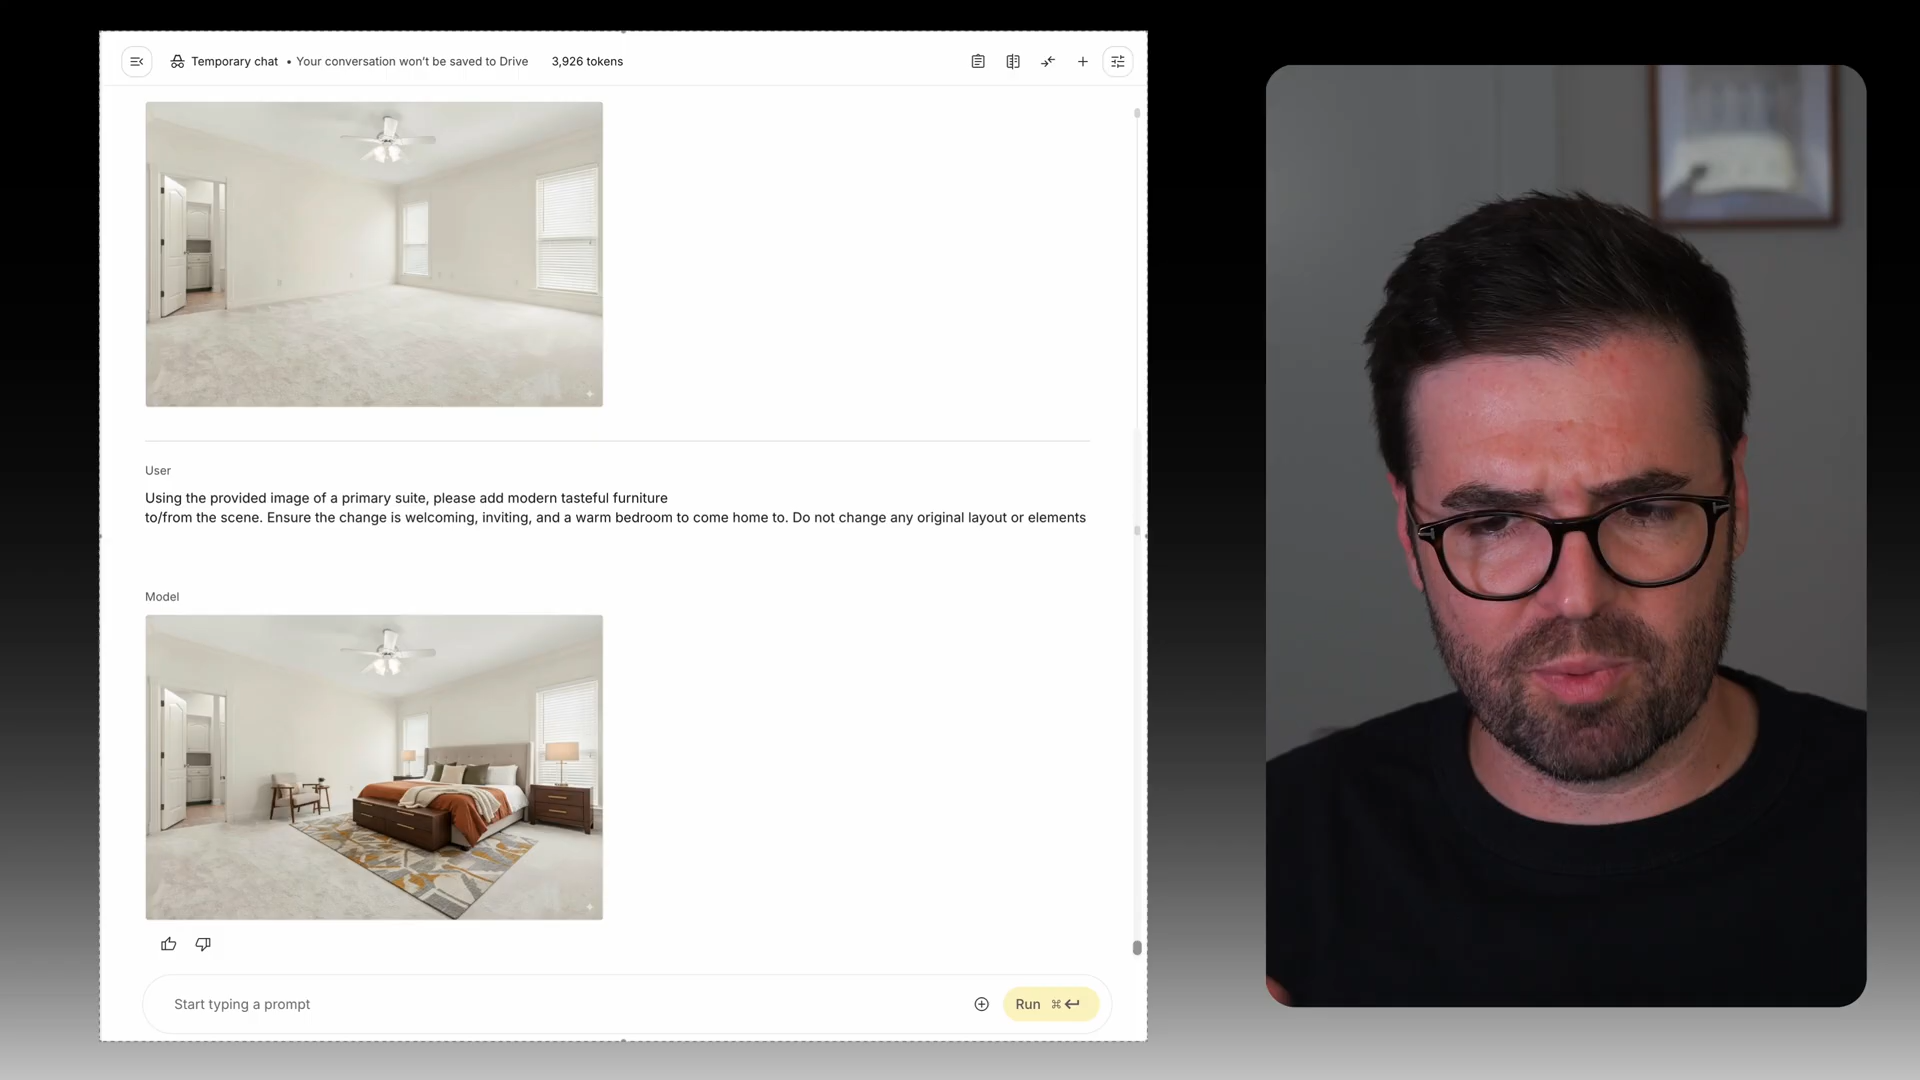 Temporary chat • Your conversation won't be saved to Drive 3,926 tokens
User
Using the provided image of a primary suite, please add modern tasteful furniture
to/from the scene. Ensure the change is welcoming, inviting, and a warm bedroom to come home to. Do not change any original layout or elements
Model
Start typing a prompt
Run ⌘↵